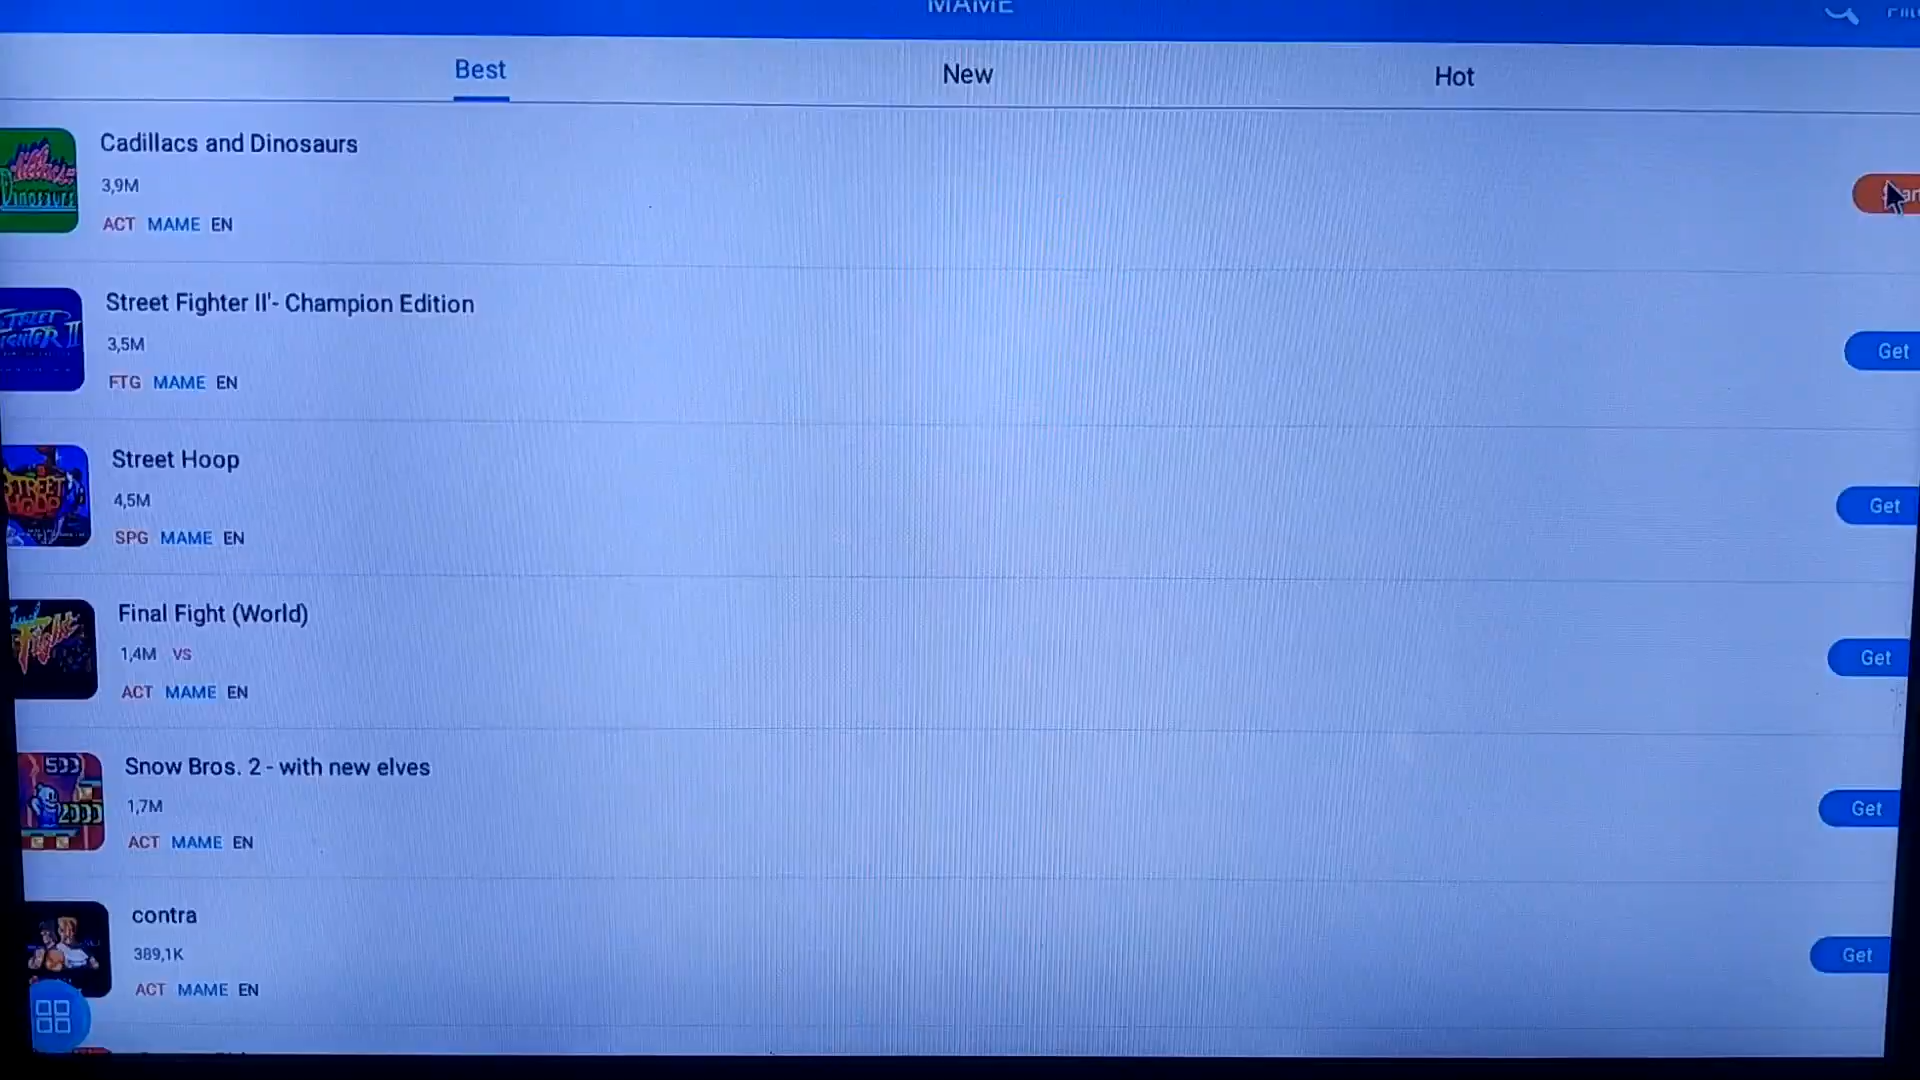 MAME
Best
New
Hot
Cadillacs and Dinosaurs
3,9M
ACT MAME EN
Street Fighter II'- Champion Edition
3,5M
FTG MAME EN
Get
Street Hoop
4,5M
SPG MAME EN
Get
STREET
HOOP
Final Fight (World)
1,4M VS
ACT MAME EN
Get
Snow Bros. 2 - with new elves
1,7M
ACT MAME EN
Get
contra
389,1K
ACT MAME EN
Get